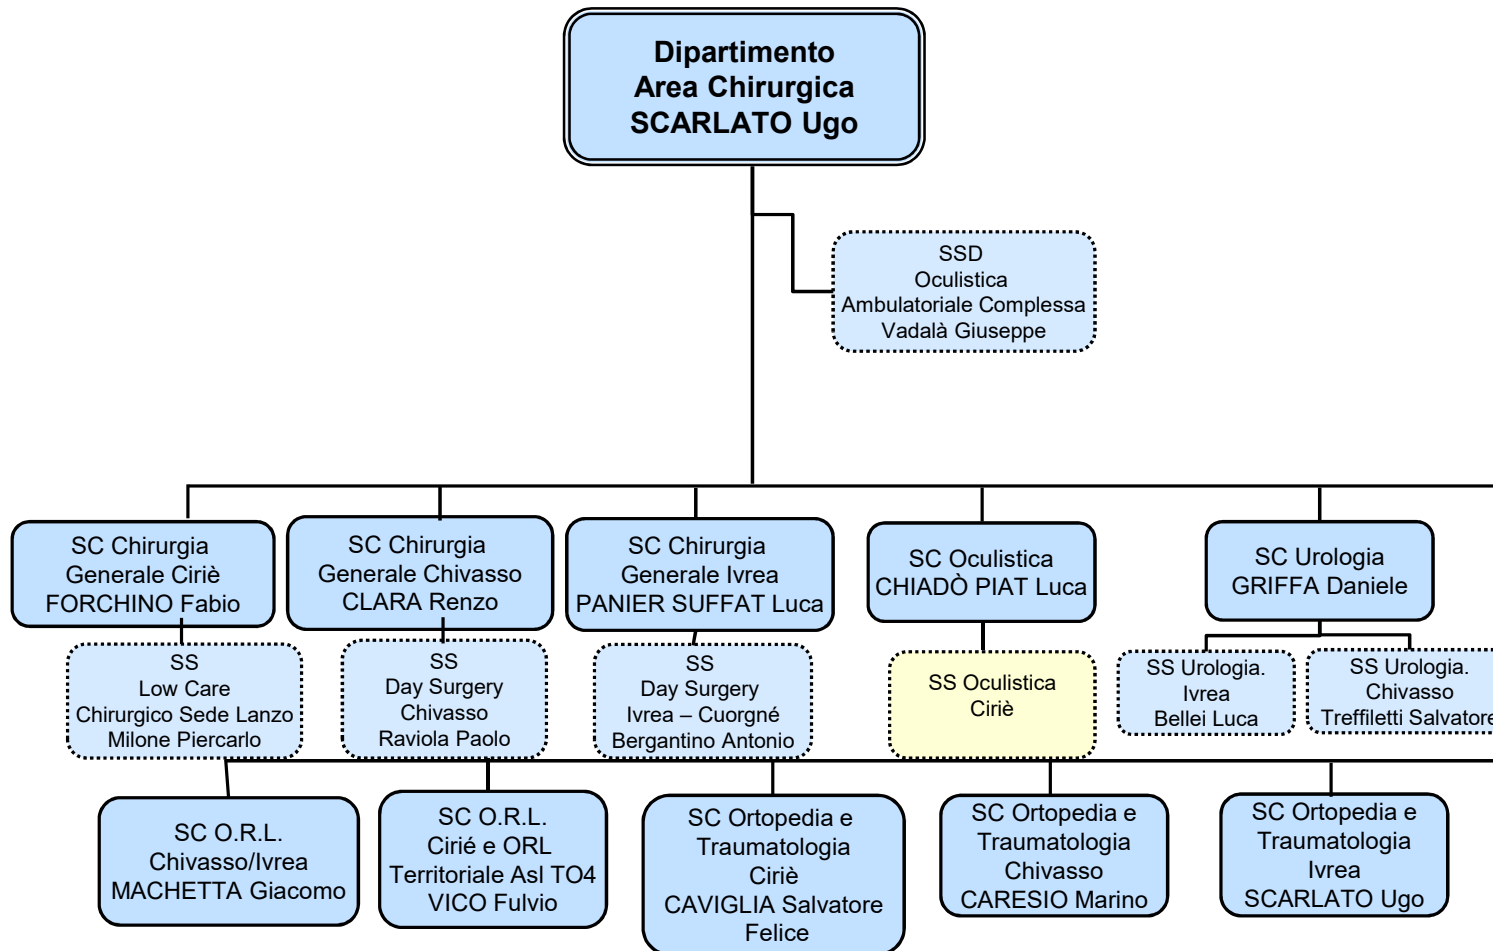 Dipartimento
Area Chirurgica
SCARLATO Ugo
SSD
Oculistica
Ambulatoriale Complessa
Vadalà Giuseppe
SC Chirurgia
Generale Ciriè
FORCHINO Fabio
SC Chirurgia
Generale Chivasso
CLARA Renzo
SC Chirurgia
Generale Ivrea
PANIER SUFFAT Luca
SC Oculistica
CHIADÒ PIAT Luca
SC Urologia
GRIFFA Daniele
SS
Low Care
Chirurgico Sede Lanzo
Milone Piercarlo
SS
Day Surgery
Chivasso
Raviola Paolo
SS
Day Surgery
Ivrea – Cuorgné
Bergantino Antonio
SS Oculistica
Ciriè
SS Urologia.
Ivrea
Bellei Luca
SS Urologia.
Chivasso
Treffiletti Salvatore
SC O.R.L.
Chivasso/Ivrea
MACHETTA Giacomo
SC O.R.L.
Cirié e ORL
Territoriale Asl TO4
VICO Fulvio
SC Ortopedia e
Traumatologia
Ciriè
CAVIGLIA Salvatore
Felice
SC Ortopedia e
Traumatologia
Chivasso
CARESIO Marino
SC Ortopedia e
Traumatologia
Ivrea
SCARLATO Ugo